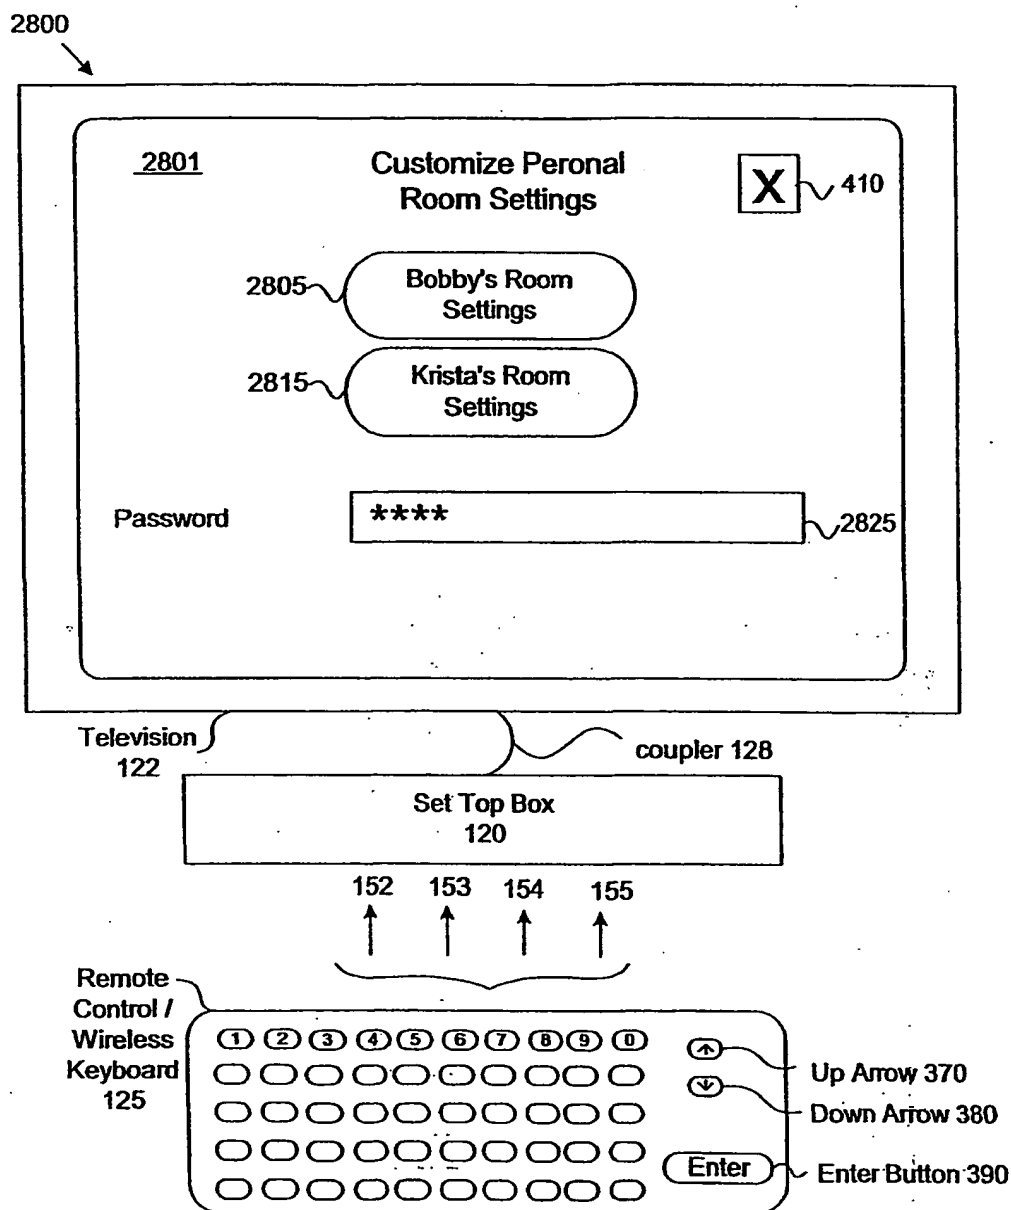 2800
2801
Customize Peronal
Room Settings
X
410
2805
Bobby's Room
Settings
2815
Krista's Room
Settings
Password
****
2825
Television
122
coupler 128
Set Top Box
120
152 153 154 155
Remote
Control /
Wireless
Keyboard
125
1 2 3 4 5 6 7 8 9 0
Up Arrow 370
Down Arrow 380
Enter
Enter Button 390